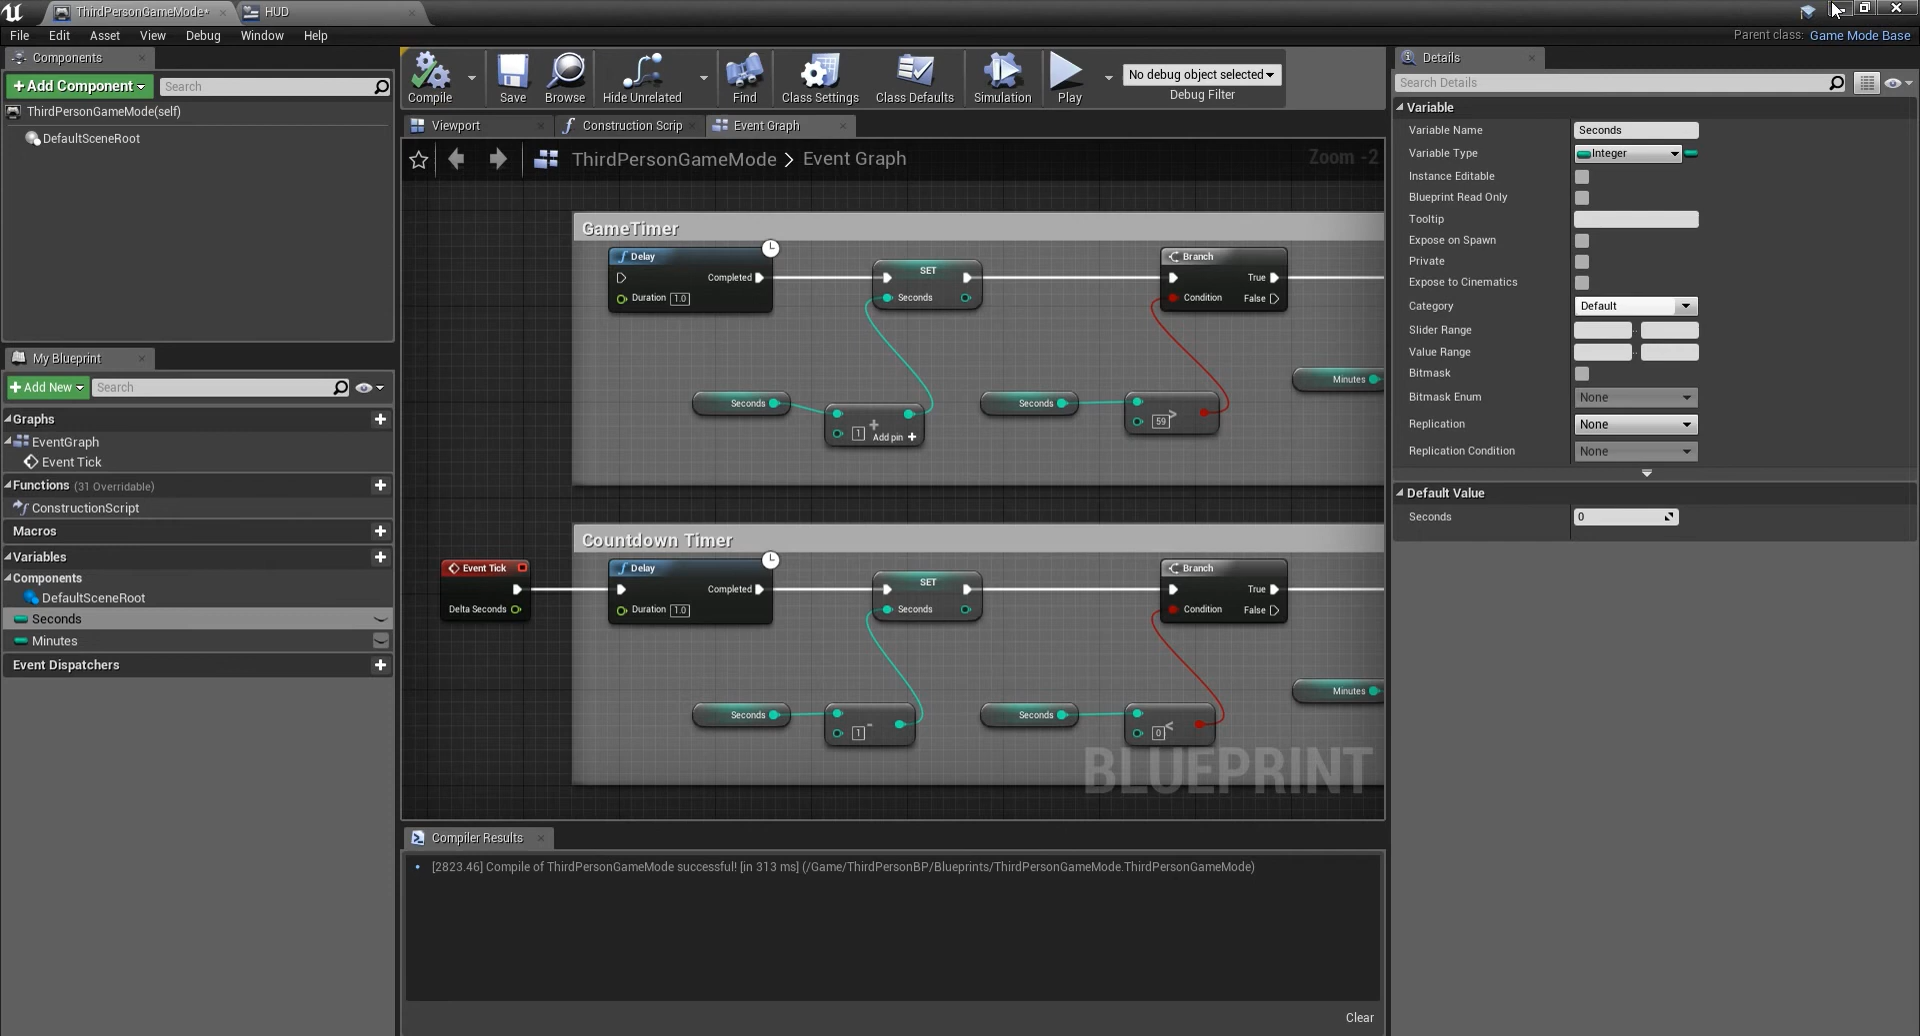 ThirdPersonGameMode*
HUD
File Edit Asset View Debug Window Help
Parent class: Game Mode Base
Components
+Add Component
Search
ThirdPersonGameMode(self)
DefaultSceneRoot
My Blueprint
+Add New
Search
Graphs
EventGraph
Event Tick
Functions (31 Overridable)
ConstructionScript
Macros
Variables
Components
DefaultSceneRoot
Seconds
Minutes
Event Dispatchers
Compile Save Browse Hide Unrelated Find Class Settings Class Defaults Simulation Play
No debug object selected
Debug Filter
Viewport
Construction Scrip
Event Graph
ThirdPersonGameMode > Event Graph
Zoom -2
GameTimer
Delay
Completed
Duration 1.0
SET
Seconds
Branch
True
Condition False
Minutes
Seconds
1 +
Add pin +
Seconds
59 >
Countdown Timer
Event Tick
Delta Seconds
Delay
Completed
Duration 1.0
SET
Seconds
Branch
True
Condition False
Minutes
Seconds
1 -
Seconds
0 <
BLUEPRINT
Compiler Results
[2823.46] Compile of ThirdPersonGameMode successful! [in 313 ms] (/Game/ThirdPersonBP/Blueprints/ThirdPersonGameMode.ThirdPersonGameMode)
Clear
Details
Search Details
Variable
Variable Name Seconds
Variable Type Integer
Instance Editable
Blueprint Read Only
Tooltip
Expose on Spawn
Private
Expose to Cinematics
Category Default
Slider Range
Value Range
Bitmask
Bitmask Enum None
Replication None
Replication Condition None
Default Value
Seconds 0